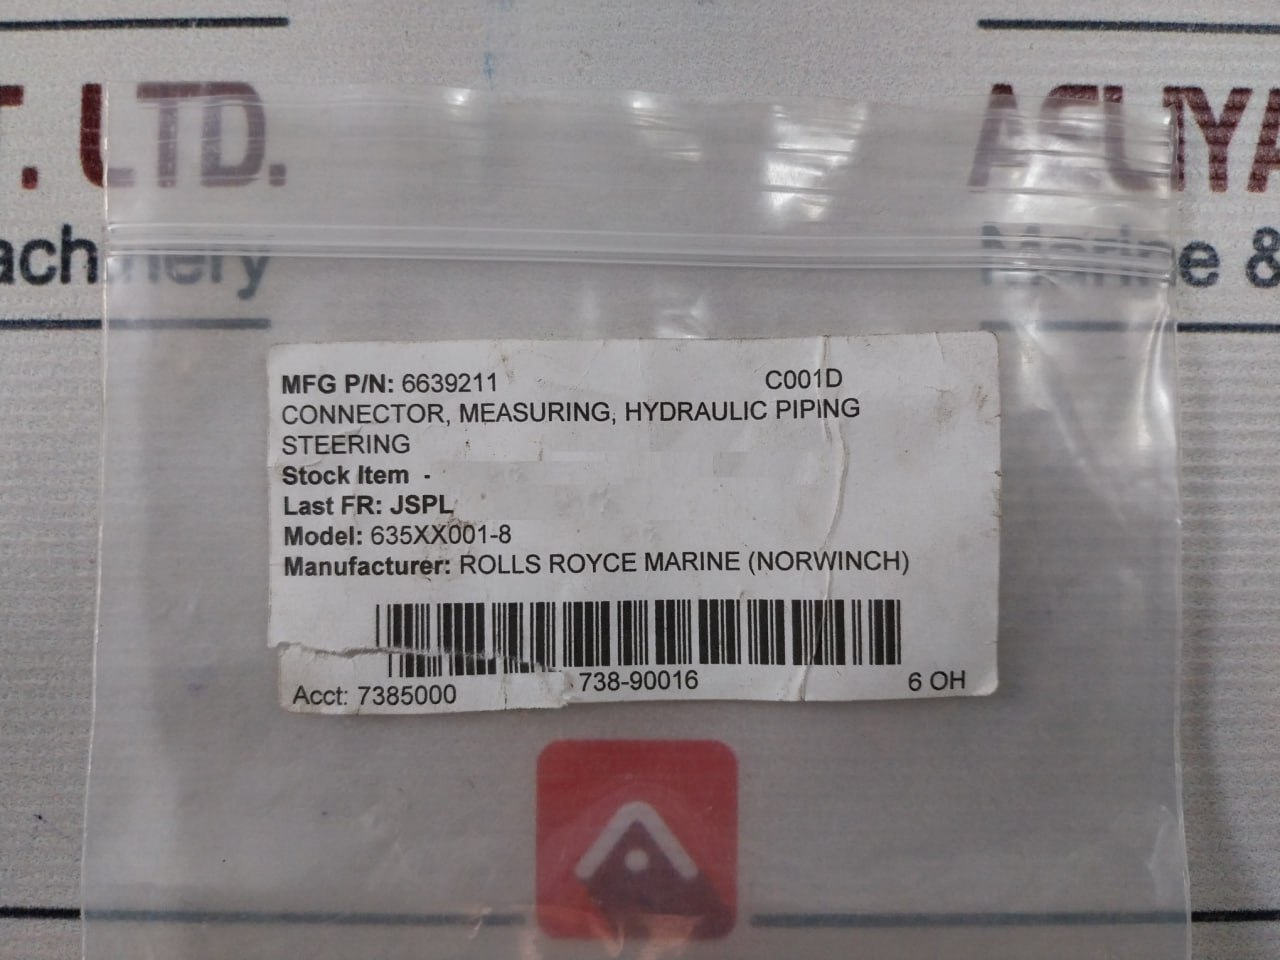 T. LTD.
achinery
ASUYA
Marine &
MFG P/N: 6639211 C001D
CONNECTOR, MEASURING, HYDRAULIC PIPING
STEERING
Stock Item -
Last FR: JSPL
Model: 635XX001-8
Manufacturer: ROLLS ROYCE MARINE (NORWINCH)
Acct: 7385000 738-90016 6 OH